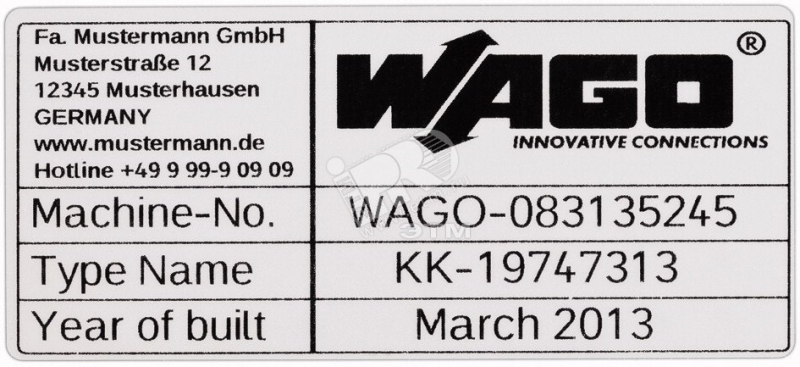 Fa. Mustermann GmbH
Musterstraße 12
12345 Musterhausen
GERMANY
www.mustermann.de
Hotline +49 9 99-9 09 09
WAGO®
INNOVATIVE CONNECTIONS
Machine-No. WAGO-083135245
Type Name KK-19747313
Year of built March 2013